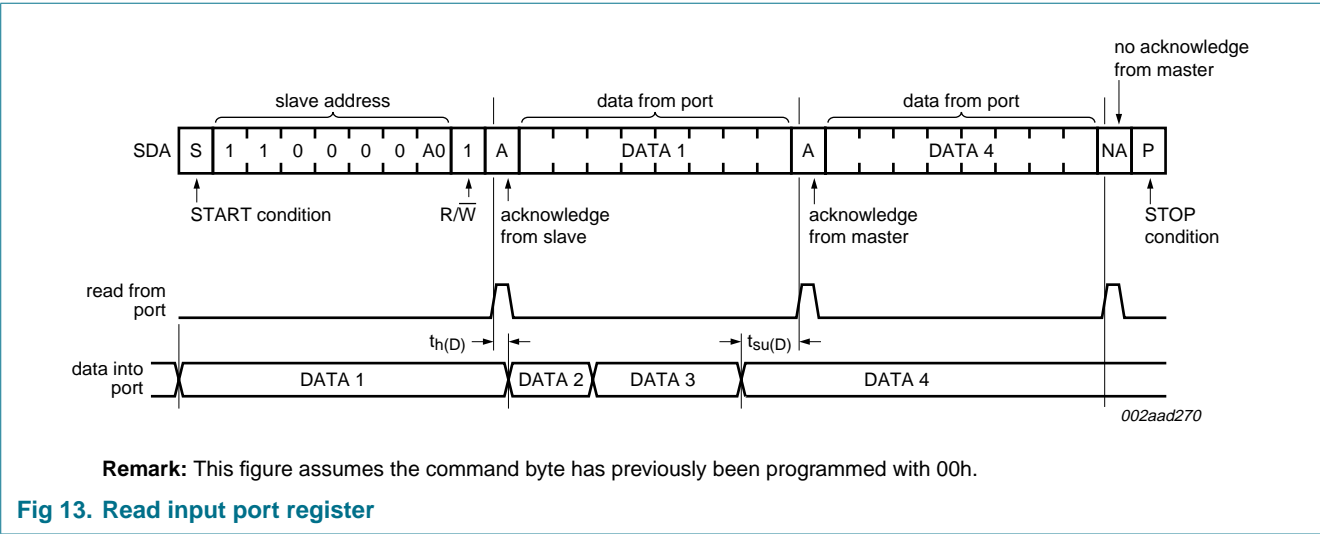 no acknowledge
from master
slave address
data from port
data from port
SDA S 1 1 0 0 0 0 A0 1 A DATA 1 A DATA 4 NA P
START condition
R/W̅
acknowledge
from slave
acknowledge
from master
STOP
condition
read from
port
th(D)
tsu(D)
data into
port
DATA 1 DATA 2 DATA 3 DATA 4
002aad270
Remark: This figure assumes the command byte has previously been programmed with 00h.
Fig 13. Read input port register